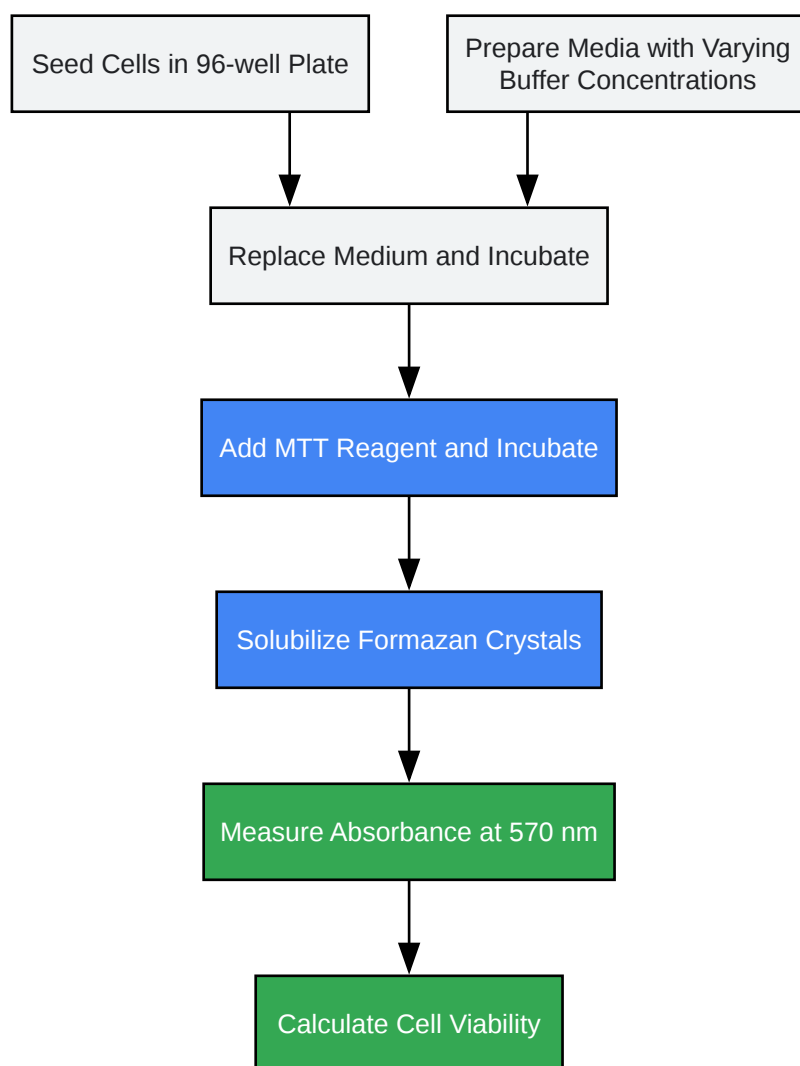 Seed Cells in 96-well Plate
Prepare Media with Varying
Buffer Concentrations
Replace Medium and Incubate
Add MTT Reagent and Incubate
Solubilize Formazan Crystals
Measure Absorbance at 570 nm
Calculate Cell Viability